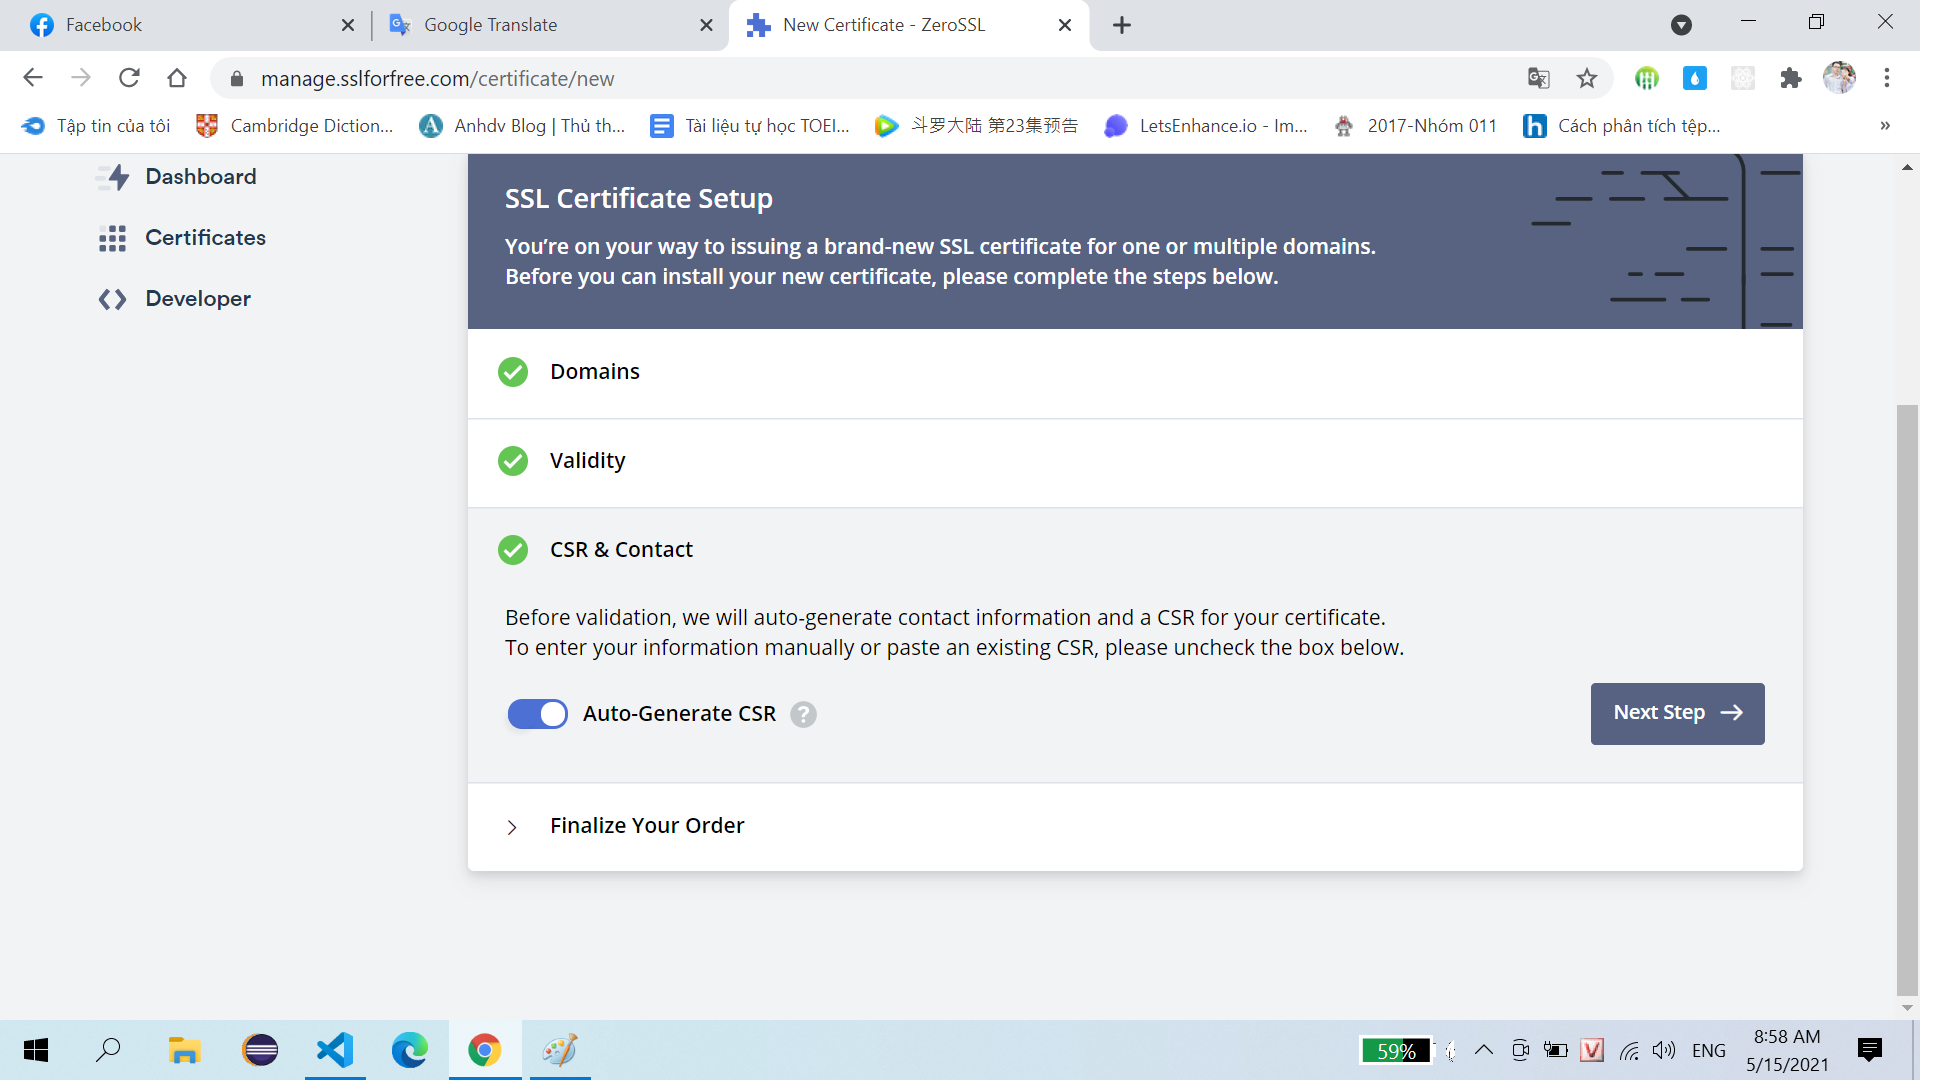 Facebook
Google Translate
New Certificate - ZeroSSL
manage.sslforfree.com/certificate/new
Tập tin của tôi
Cambridge Diction...
Anhdv Blog | Thủ th...
Tài liệu tự học TOEI...
斗罗大陆 第23集预告
LetsEnhance.io - Im...
2017-Nhóm 011
Cách phân tích tệp...
»
Dashboard
Certificates
Developer
SSL Certificate Setup
You’re on your way to issuing a brand-new SSL certificate for one or multiple domains.
Before you can install your new certificate, please complete the steps below.
Domains
Validity
CSR & Contact
Before validation, we will auto-generate contact information and a CSR for your certificate.
To enter your information manually or paste an existing CSR, please uncheck the box below.
Auto-Generate CSR ?
Next Step →
Finalize Your Order
59%
ENG
8:58 AM
5/15/2021